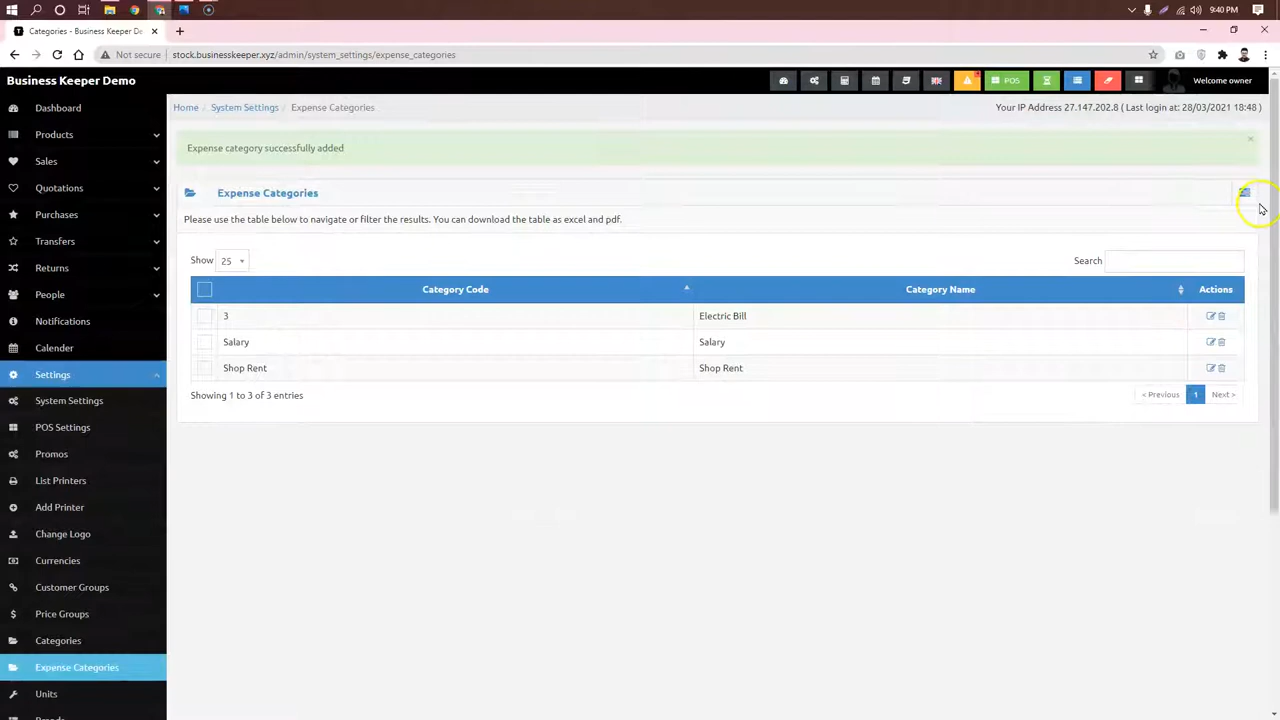 9:40 PM
Categories - Business Keeper De
Not secure stock.businesskeeper.xyz/admin/system_settings/expense_categories
Business Keeper Demo
POS
Welcome owner
Dashboard
Products
Sales
Quotations
Purchases
Transfers
Returns
People
Notifications
Calender
Settings
System Settings
POS Settings
Promos
List Printers
Add Printer
Change Logo
Currencies
Customer Groups
Price Groups
Categories
Expense Categories
Units
Home / System Settings / Expense Categories
Your IP Address 27.147.202.8 ( Last login at: 28/03/2021 18:48 )
Expense category successfully added
×
Expense Categories
Please use the table below to navigate or filter the results. You can download the table as excel and pdf.
Show 25
Search
Category Code Category Name Actions
3 Electric Bill
Salary Salary
Shop Rent Shop Rent
Showing 1 to 3 of 3 entries
< Previous 1 Next >